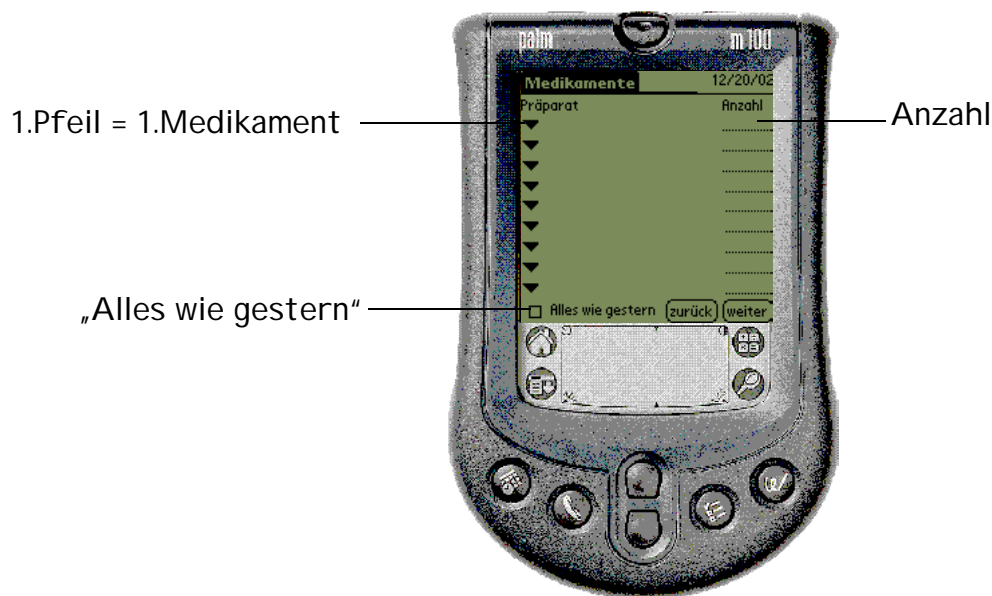 palm m100
Medikamente 12/20/02
Präparat Anzahl
1.Pfeil = 1.Medikament
Anzahl
„Alles wie gestern“
Alles wie gestern zurück weiter